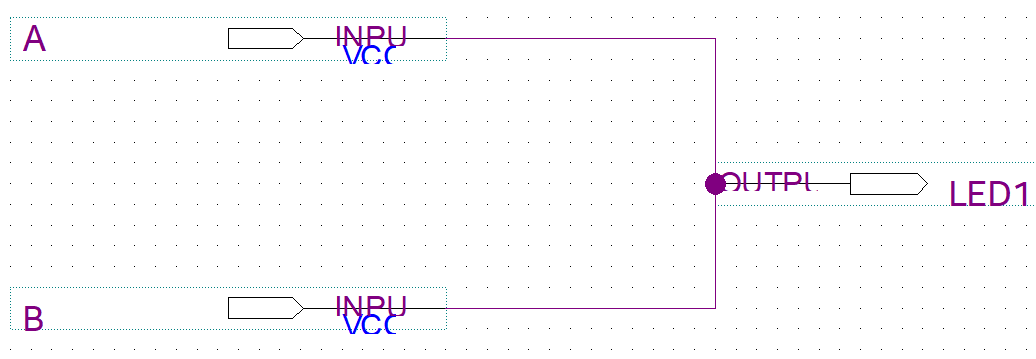 A
INPU
VCC
OUTPU
LED1
B
INPU
VCC